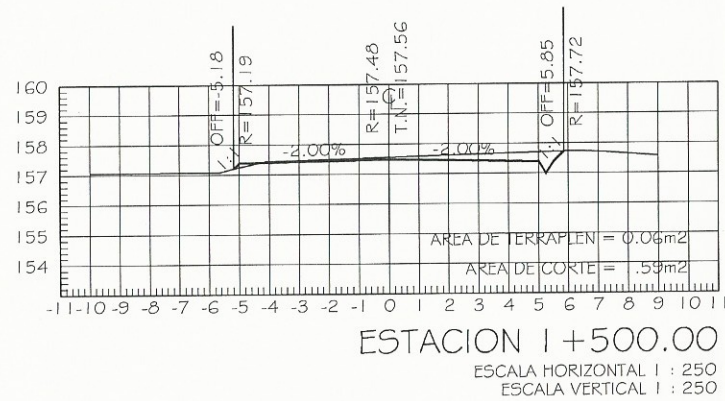 OFF=-5.18
R=157.19
R=157.48
T.N.=157.56
OFF=5.85
R=157.72
160
159
158
157
156
155
154
-2.00% -2.00%
AREA DE TERRAPLEN = 0.06m2
AREA DE CORTE = 1.59m2
-11 -10 -9 -8 -7 -6 -5 -4 -3 -2 -1 0 1 2 3 4 5 6 7 8 9 10 11
ESTACION 1+500.00
ESCALA HORIZONTAL 1 : 250
ESCALA VERTICAL 1 : 250